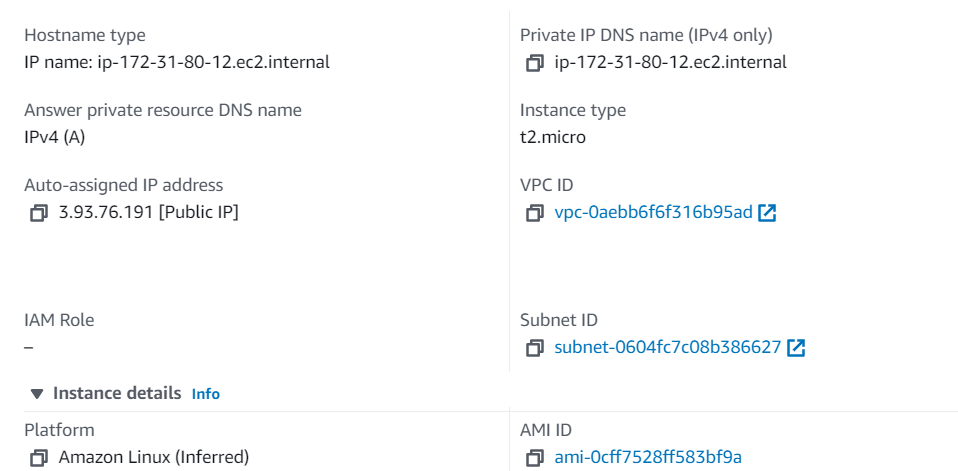 Hostname type
IP name: ip-172-31-80-12.ec2.internal
Private IP DNS name (IPv4 only)
ip-172-31-80-12.ec2.internal
Answer private resource DNS name
IPv4 (A)
Instance type
t2.micro
Auto-assigned IP address
3.93.76.191 [Public IP]
VPC ID
vpc-0aebb6f6f316b95ad
IAM Role
–
Subnet ID
subnet-0604fc7c08b386627
Instance details Info
Platform
Amazon Linux (Inferred)
AMI ID
ami-0cff7528ff583bf9a